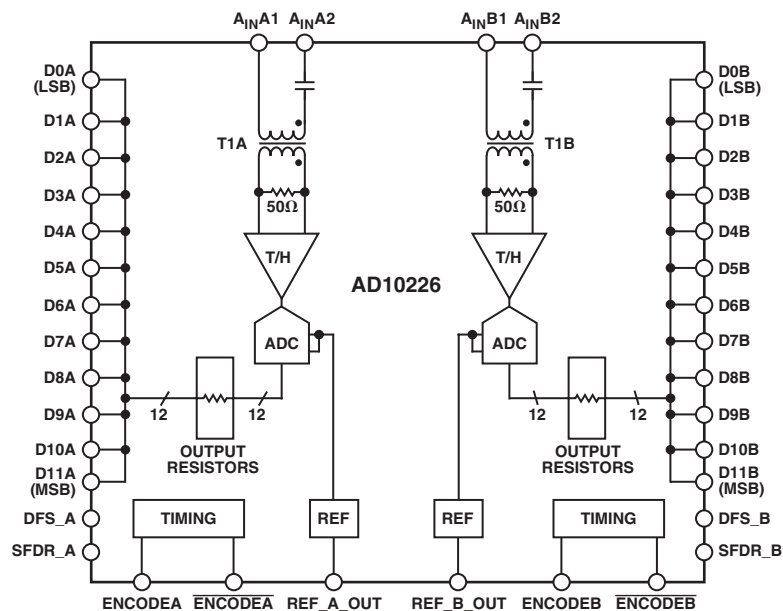 AINA1 AINA2 AINB1 AINB2
D0A
(LSB)
D0B
(LSB)
D1A
D1B
T1A
T1B
D2A
D2B
D3A
50Ω
50Ω
D3B
D4A
D4B
T/H
T/H
D5A
AD10226
D5B
D6A
D6B
D7A
ADC
ADC
D7B
D8A
D8B
D9A
12
12
12
12
D9B
D10A
OUTPUT
RESISTORS
OUTPUT
RESISTORS
D10B
D11A
(MSB)
D11B
(MSB)
DFS_A
TIMING
REF
REF
TIMING
DFS_B
SFDR_A
SFDR_B
ENCODEA ENCODEA REF_A_OUT REF_B_OUT ENCODEB ENCODEB